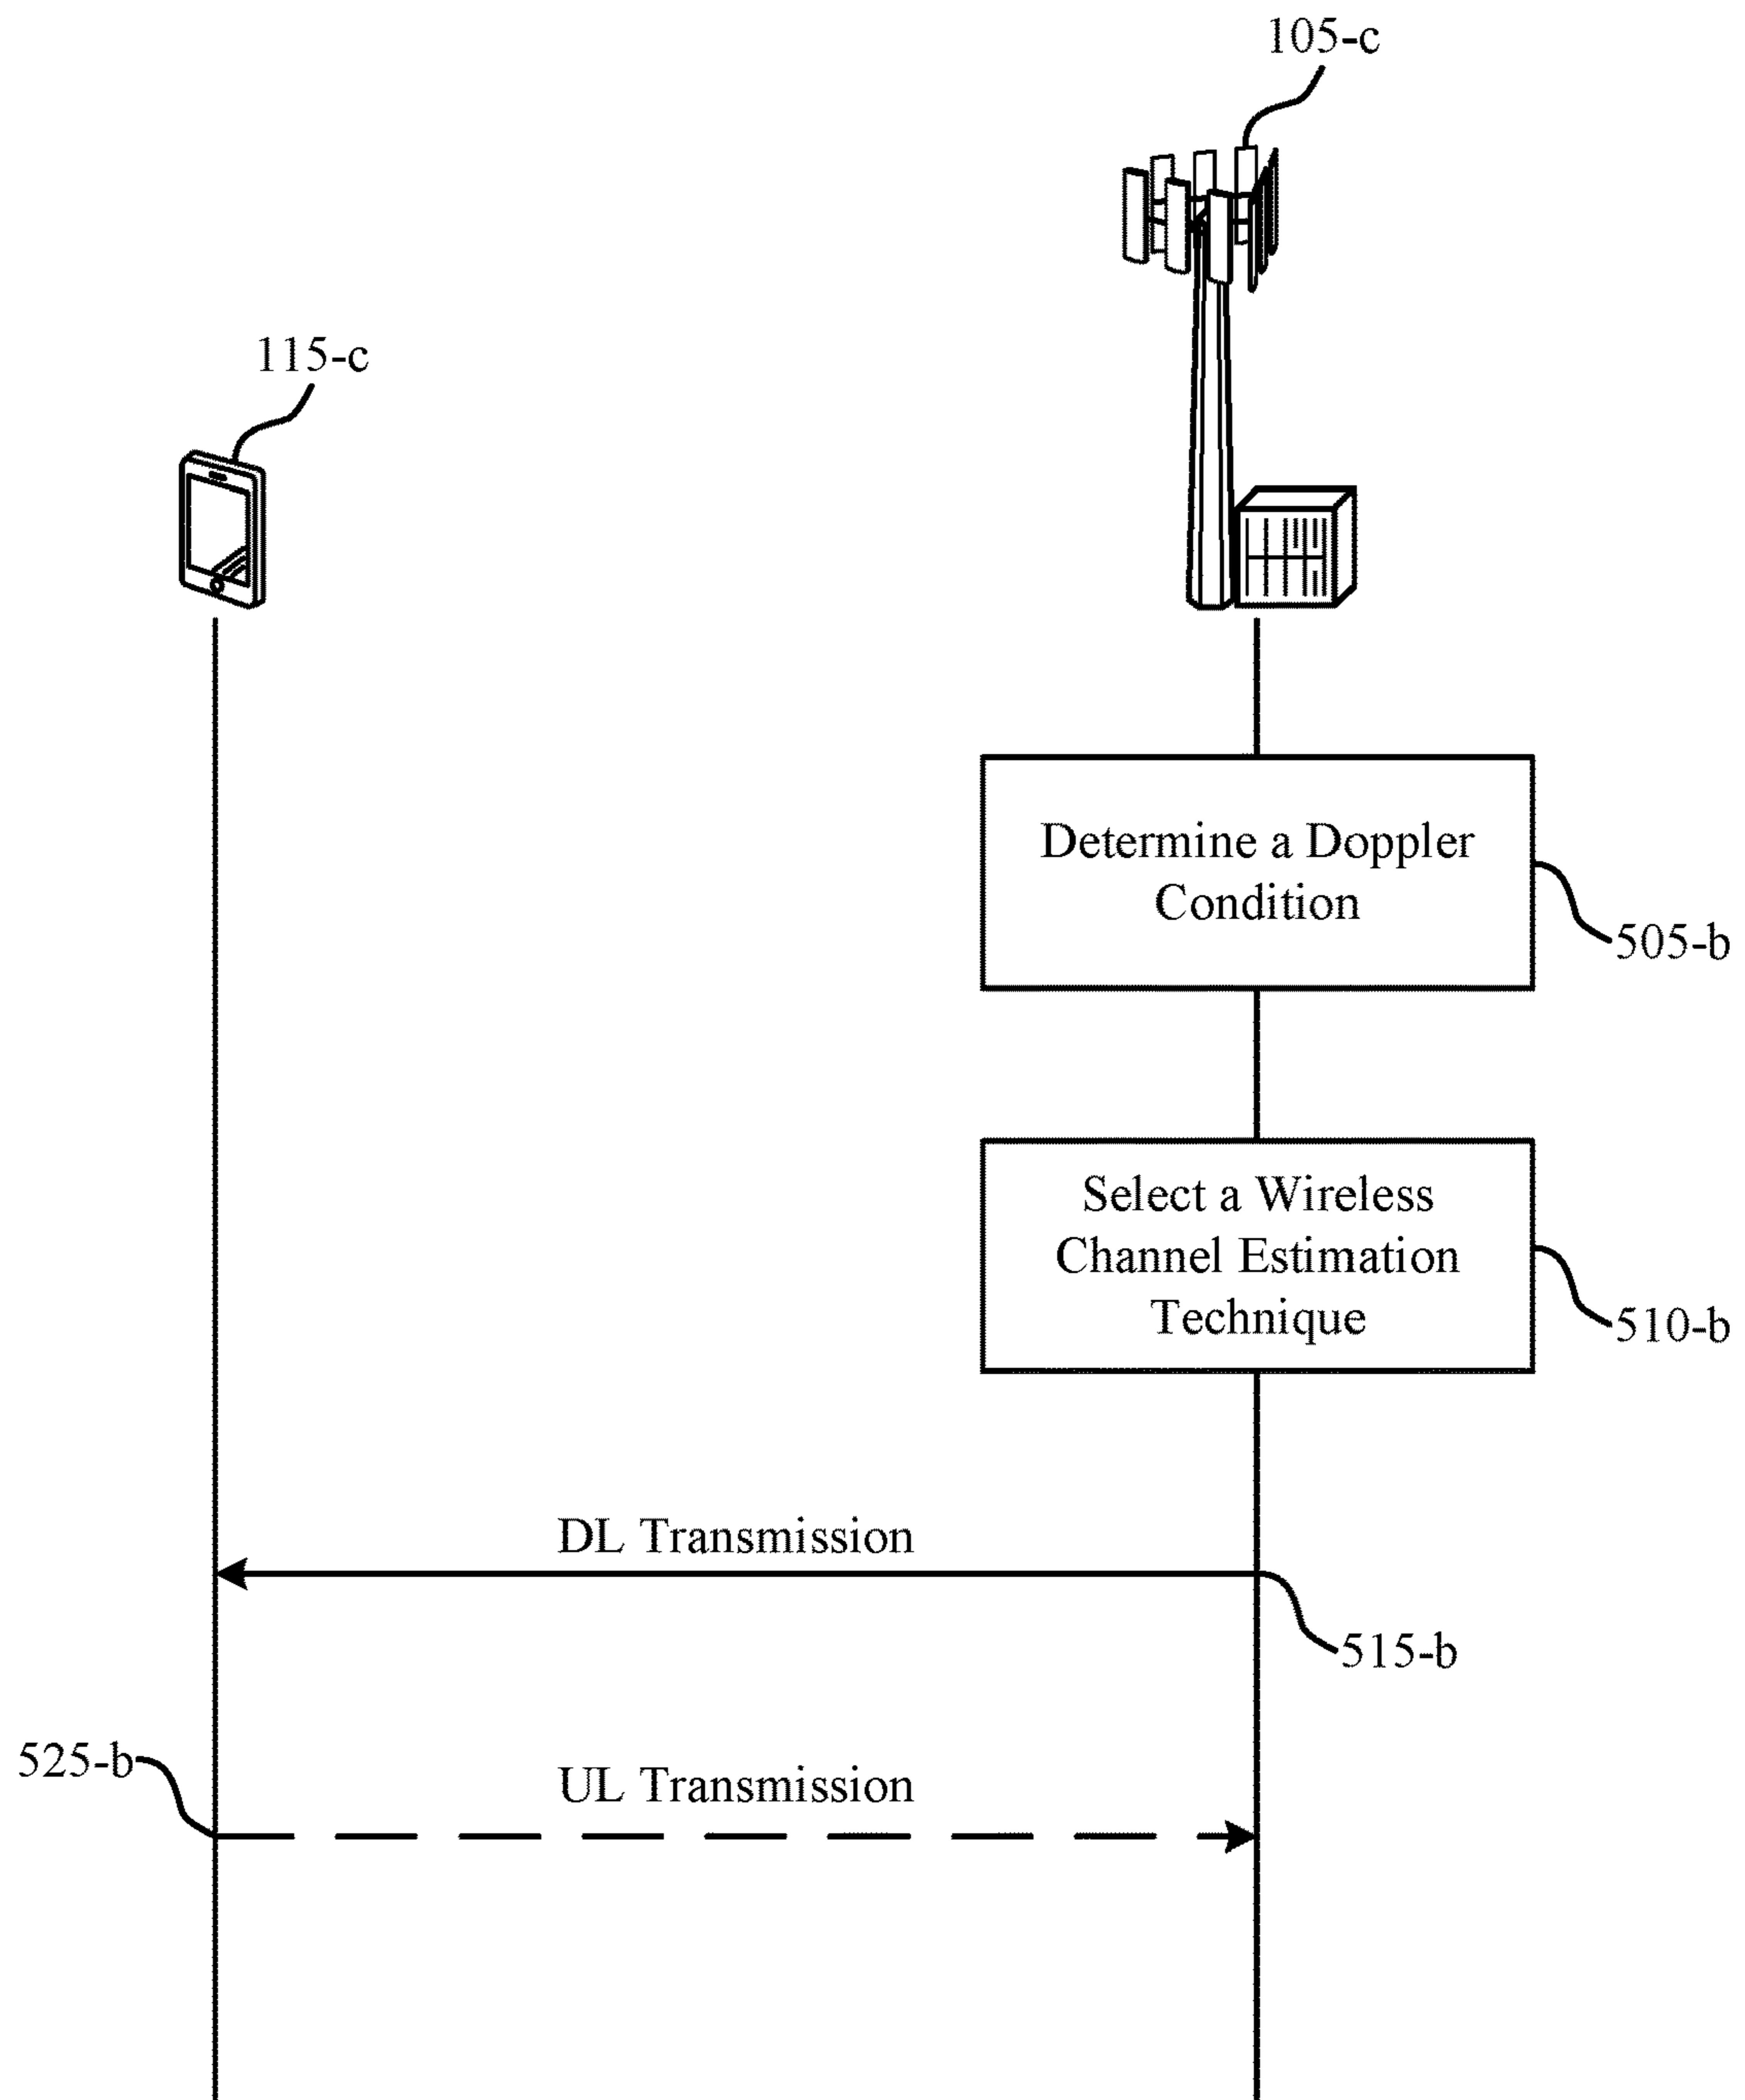 105-c
115-c
Determine a Doppler
Condition
505-b
Select a Wireless
Channel Estimation
Technique
510-b
DL Transmission
515-b
525-b
UL Transmission